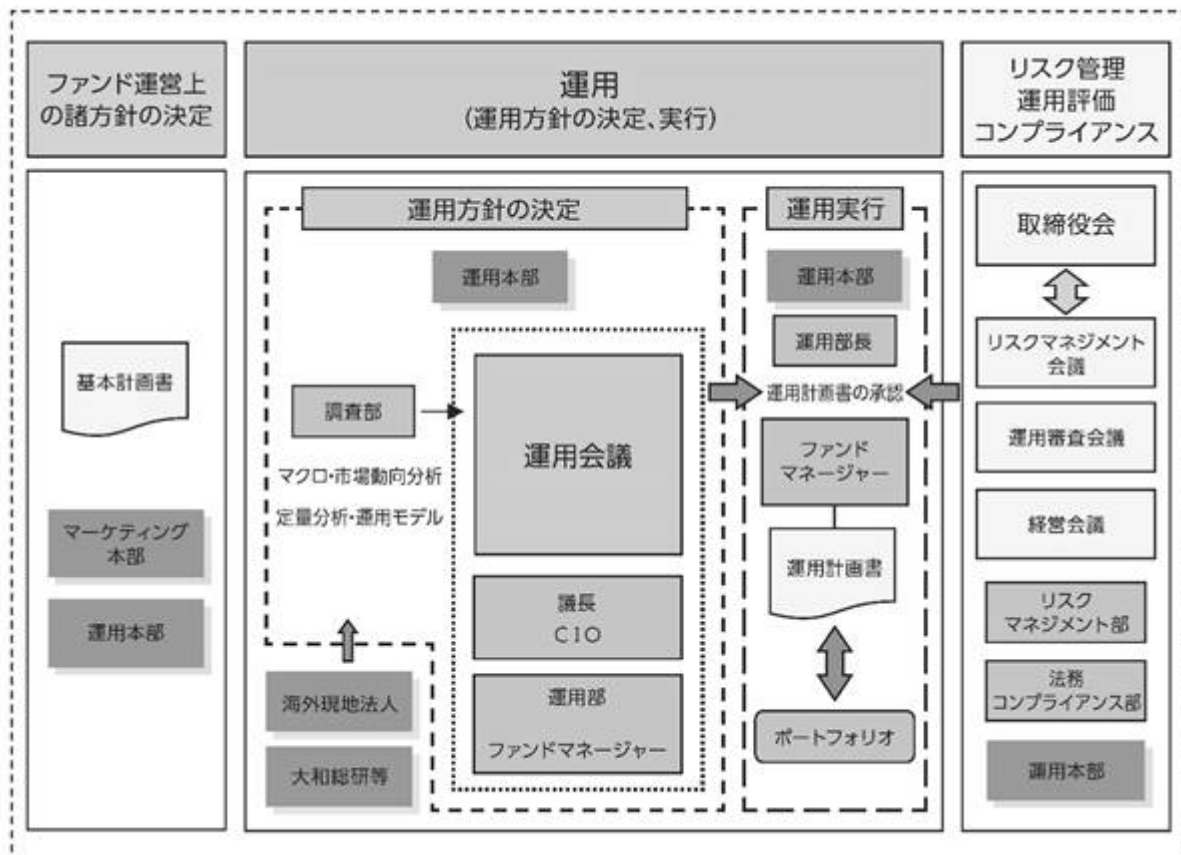 ファンド運営上
の諸方針の決定
運用
(運用方針の決定、実行)
リスク管理
運用評価
コンプライアンス
基本計画書
マーケティング
本部
運用本部
運用方針の決定
運用本部
調査部
マクロ・市場動向分析
定量分析・運用モデル
海外現地法人
大和総研等
運用会議
議長
CIO
運用部
ファンドマネージャー
運用実行
運用本部
運用部長
運用計画書の承認
ファンド
マネージャー
運用計画書
ポートフォリオ
取締役会
リスクマネジメント
会議
運用審査会議
経営会議
リスク
マネジメント部
法務
コンプライアンス部
運用本部